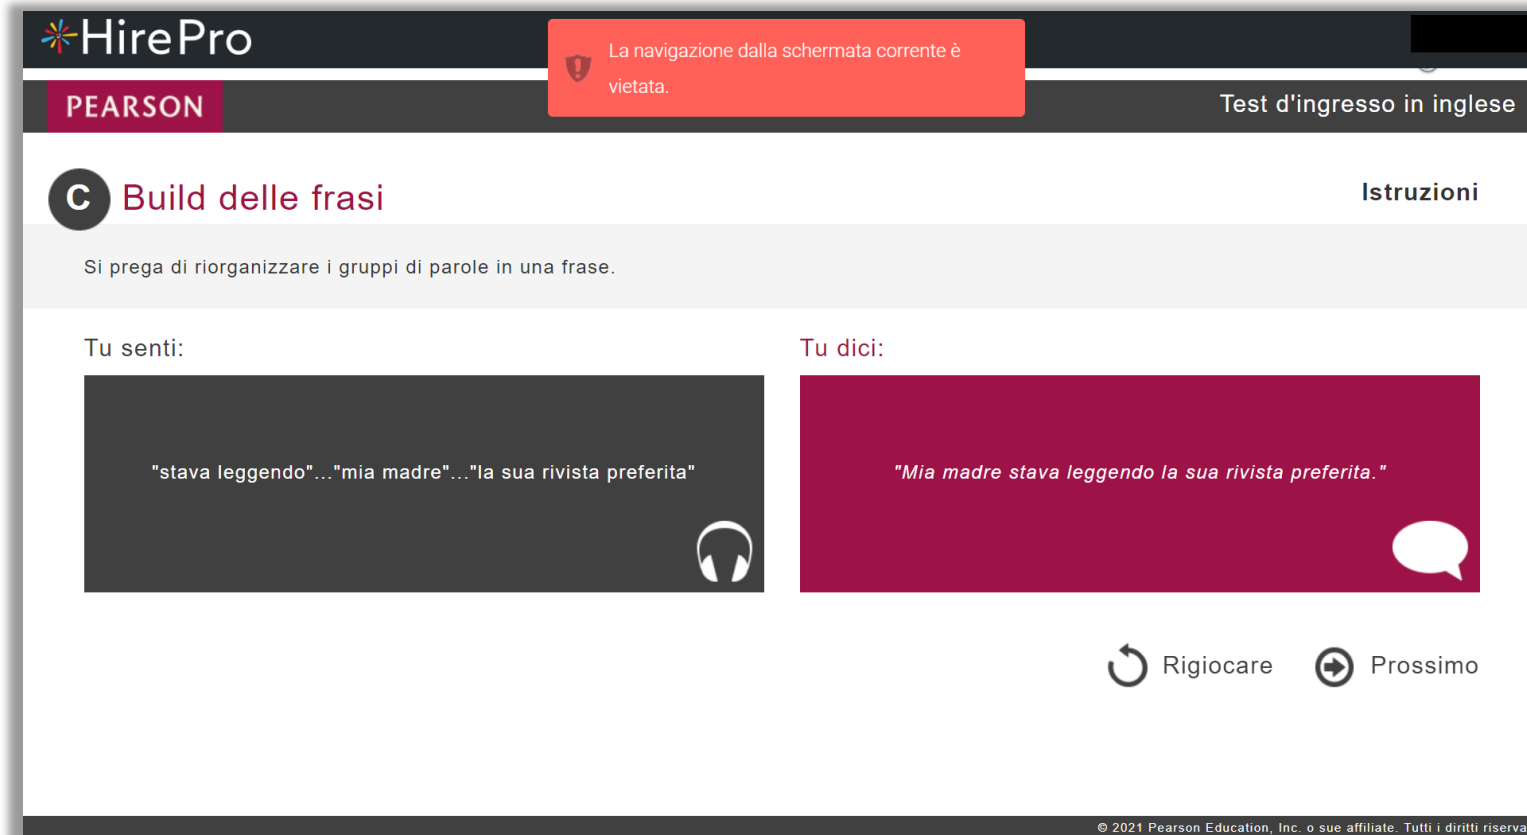 HirePro
La navigazione dalla schermata corrente è
vietata.
PEARSON
Test d'ingresso in inglese
C Build delle frasi
Istruzioni
Si prega di riorganizzare i gruppi di parole in una frase.
Tu senti:
Tu dici:
"stava leggendo"..."mia madre"..."la sua rivista preferita"
"Mia madre stava leggendo la sua rivista preferita."
Rigiocare
Prossimo
© 2021 Pearson Education, Inc. o sue affiliate. Tutti i diritti riserva